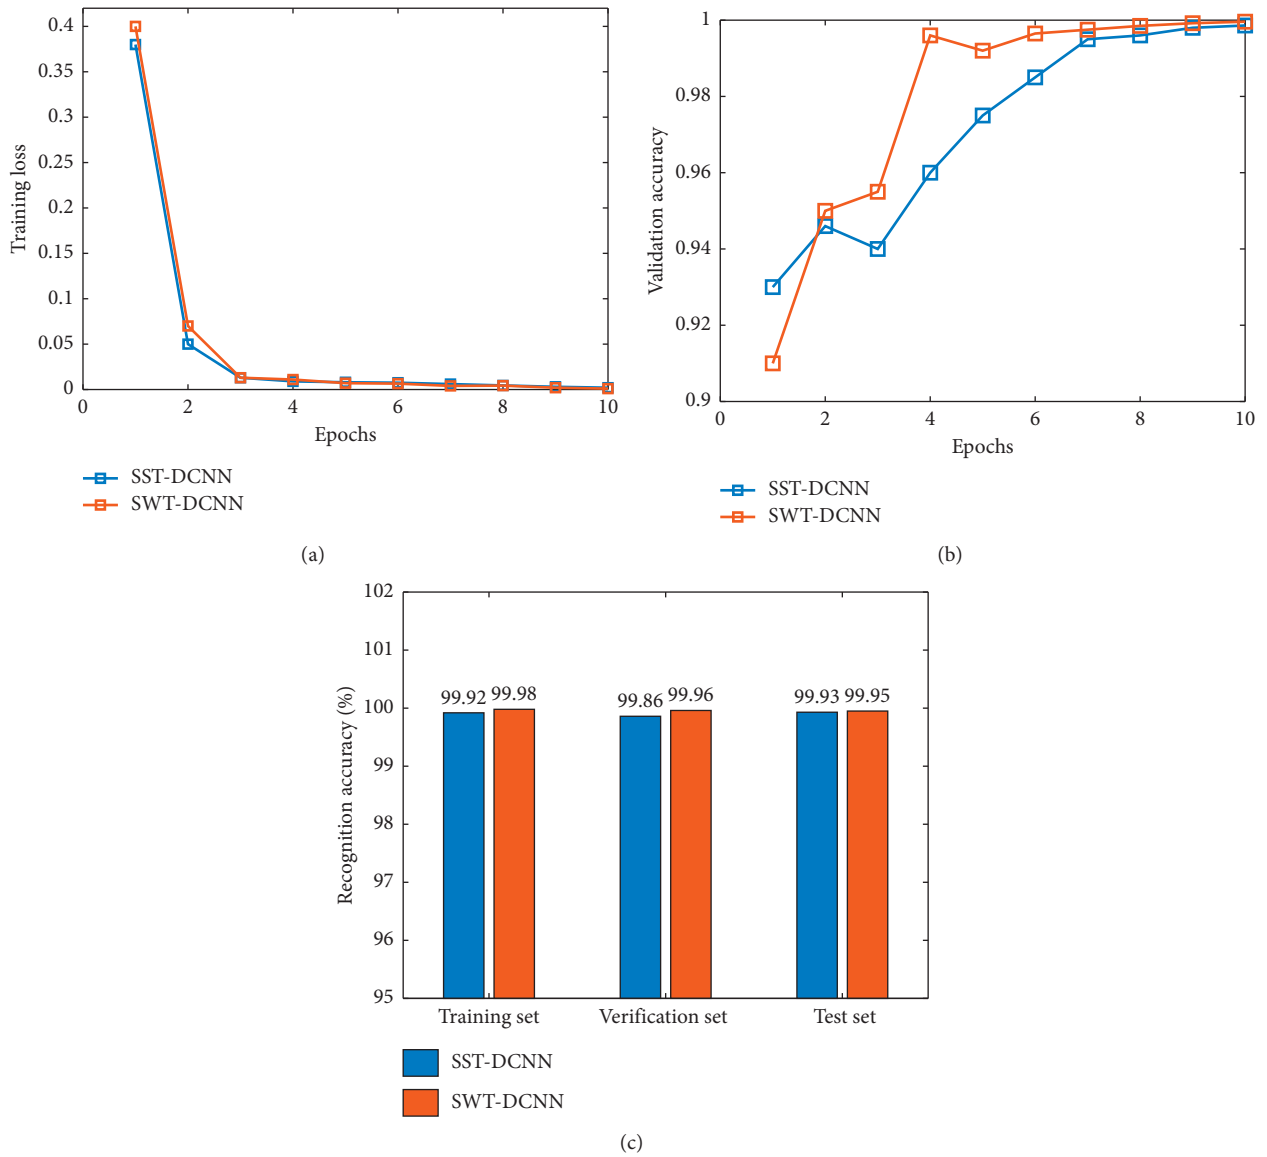 0.4
0.35
0.3
0.25
0.2
0.15
0.1
0.05
0
Training loss
0 2 4 6 8 10
Epochs
SST-DCNN
SWT-DCNN
(a)
1
0.98
0.96
0.94
0.92
0.9
Validation accuracy
0 2 4 6 8 10
Epochs
SST-DCNN
SWT-DCNN
(b)
102
101
100
99
98
97
96
95
Recognition accuracy (%)
99.92 99.98 99.86 99.96 99.93 99.95
Training set Verification set Test set
SST-DCNN
SWT-DCNN
(c)